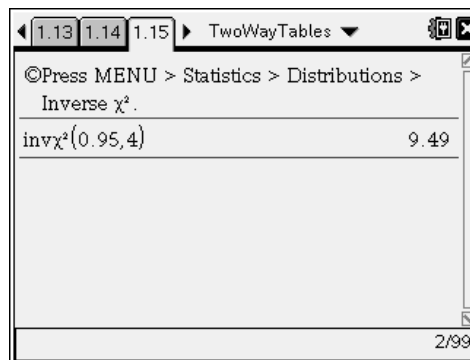 1.13 1.14 1.15 TwoWayTables
©Press MENU > Statistics > Distributions >
Inverse χ².
invχ²(0.95,4) 9.49
2/99